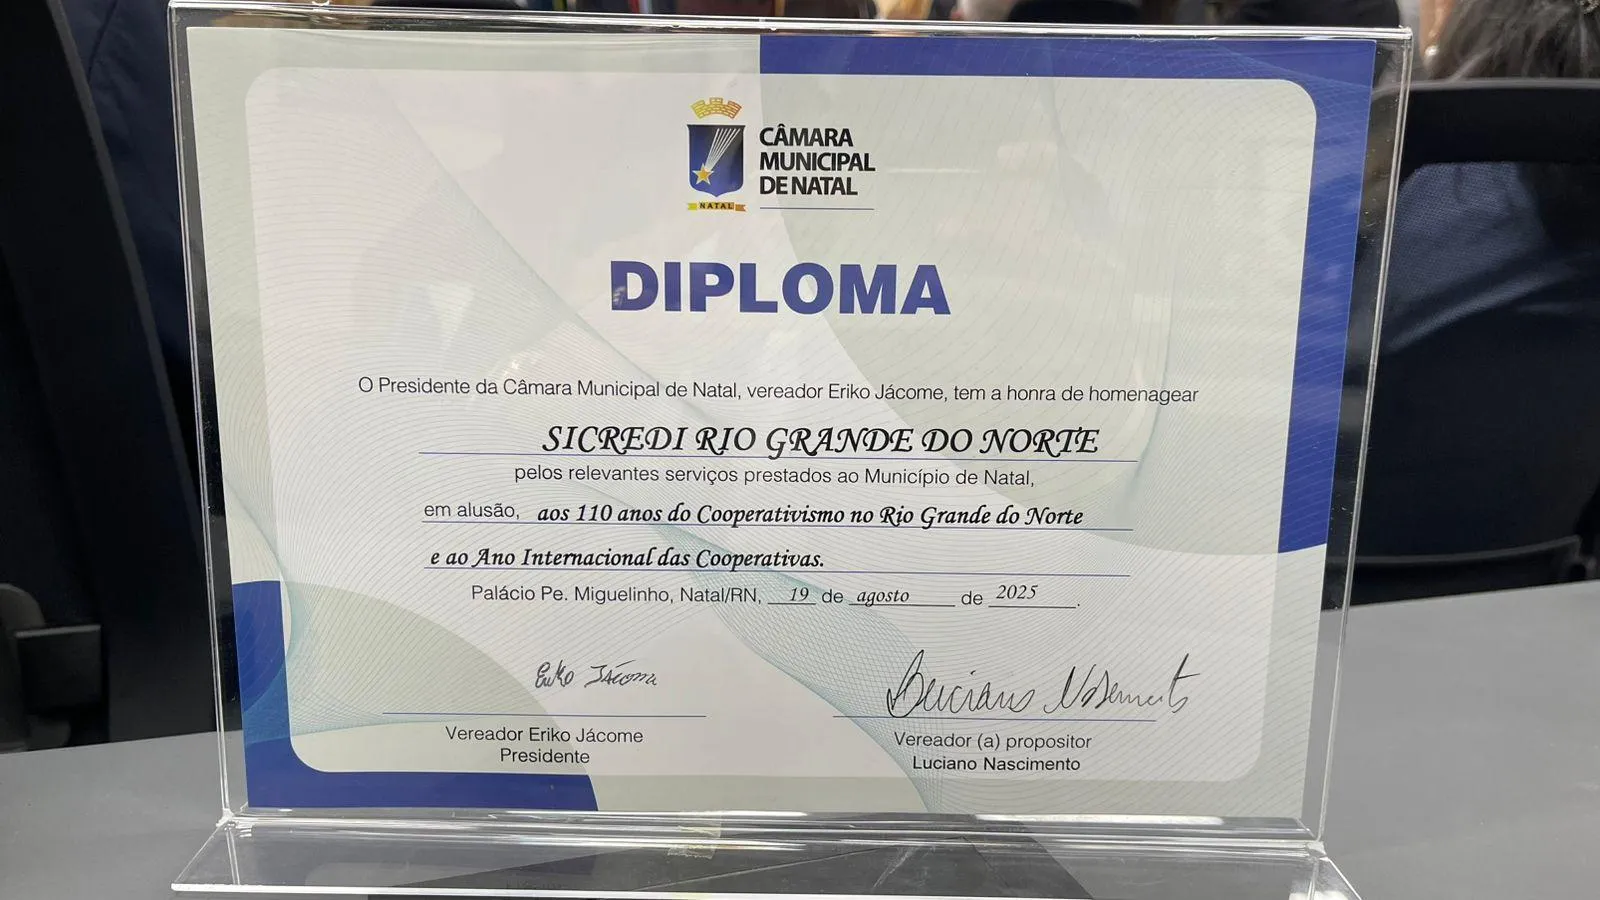 NATAL
CÂMARA
MUNICIPAL
DE NATAL
DIPLOMA
O Presidente da Câmara Municipal de Natal, vereador Eriko Jácome, tem a honra de homenagear
SICREDI RIO GRANDE DO NORTE
pelos relevantes serviços prestados ao Município de Natal,
em alusão, aos 110 anos do Cooperativismo no Rio Grande do Norte
e ao Ano Internacional das Cooperativas.
Palácio Pe. Miguelinho, Natal/RN, 19 de agosto de 2025.
Eriko Jácome
Luciano Nascimento
Vereador Eriko Jácome
Presidente
Vereador (a) propositor
Luciano Nascimento